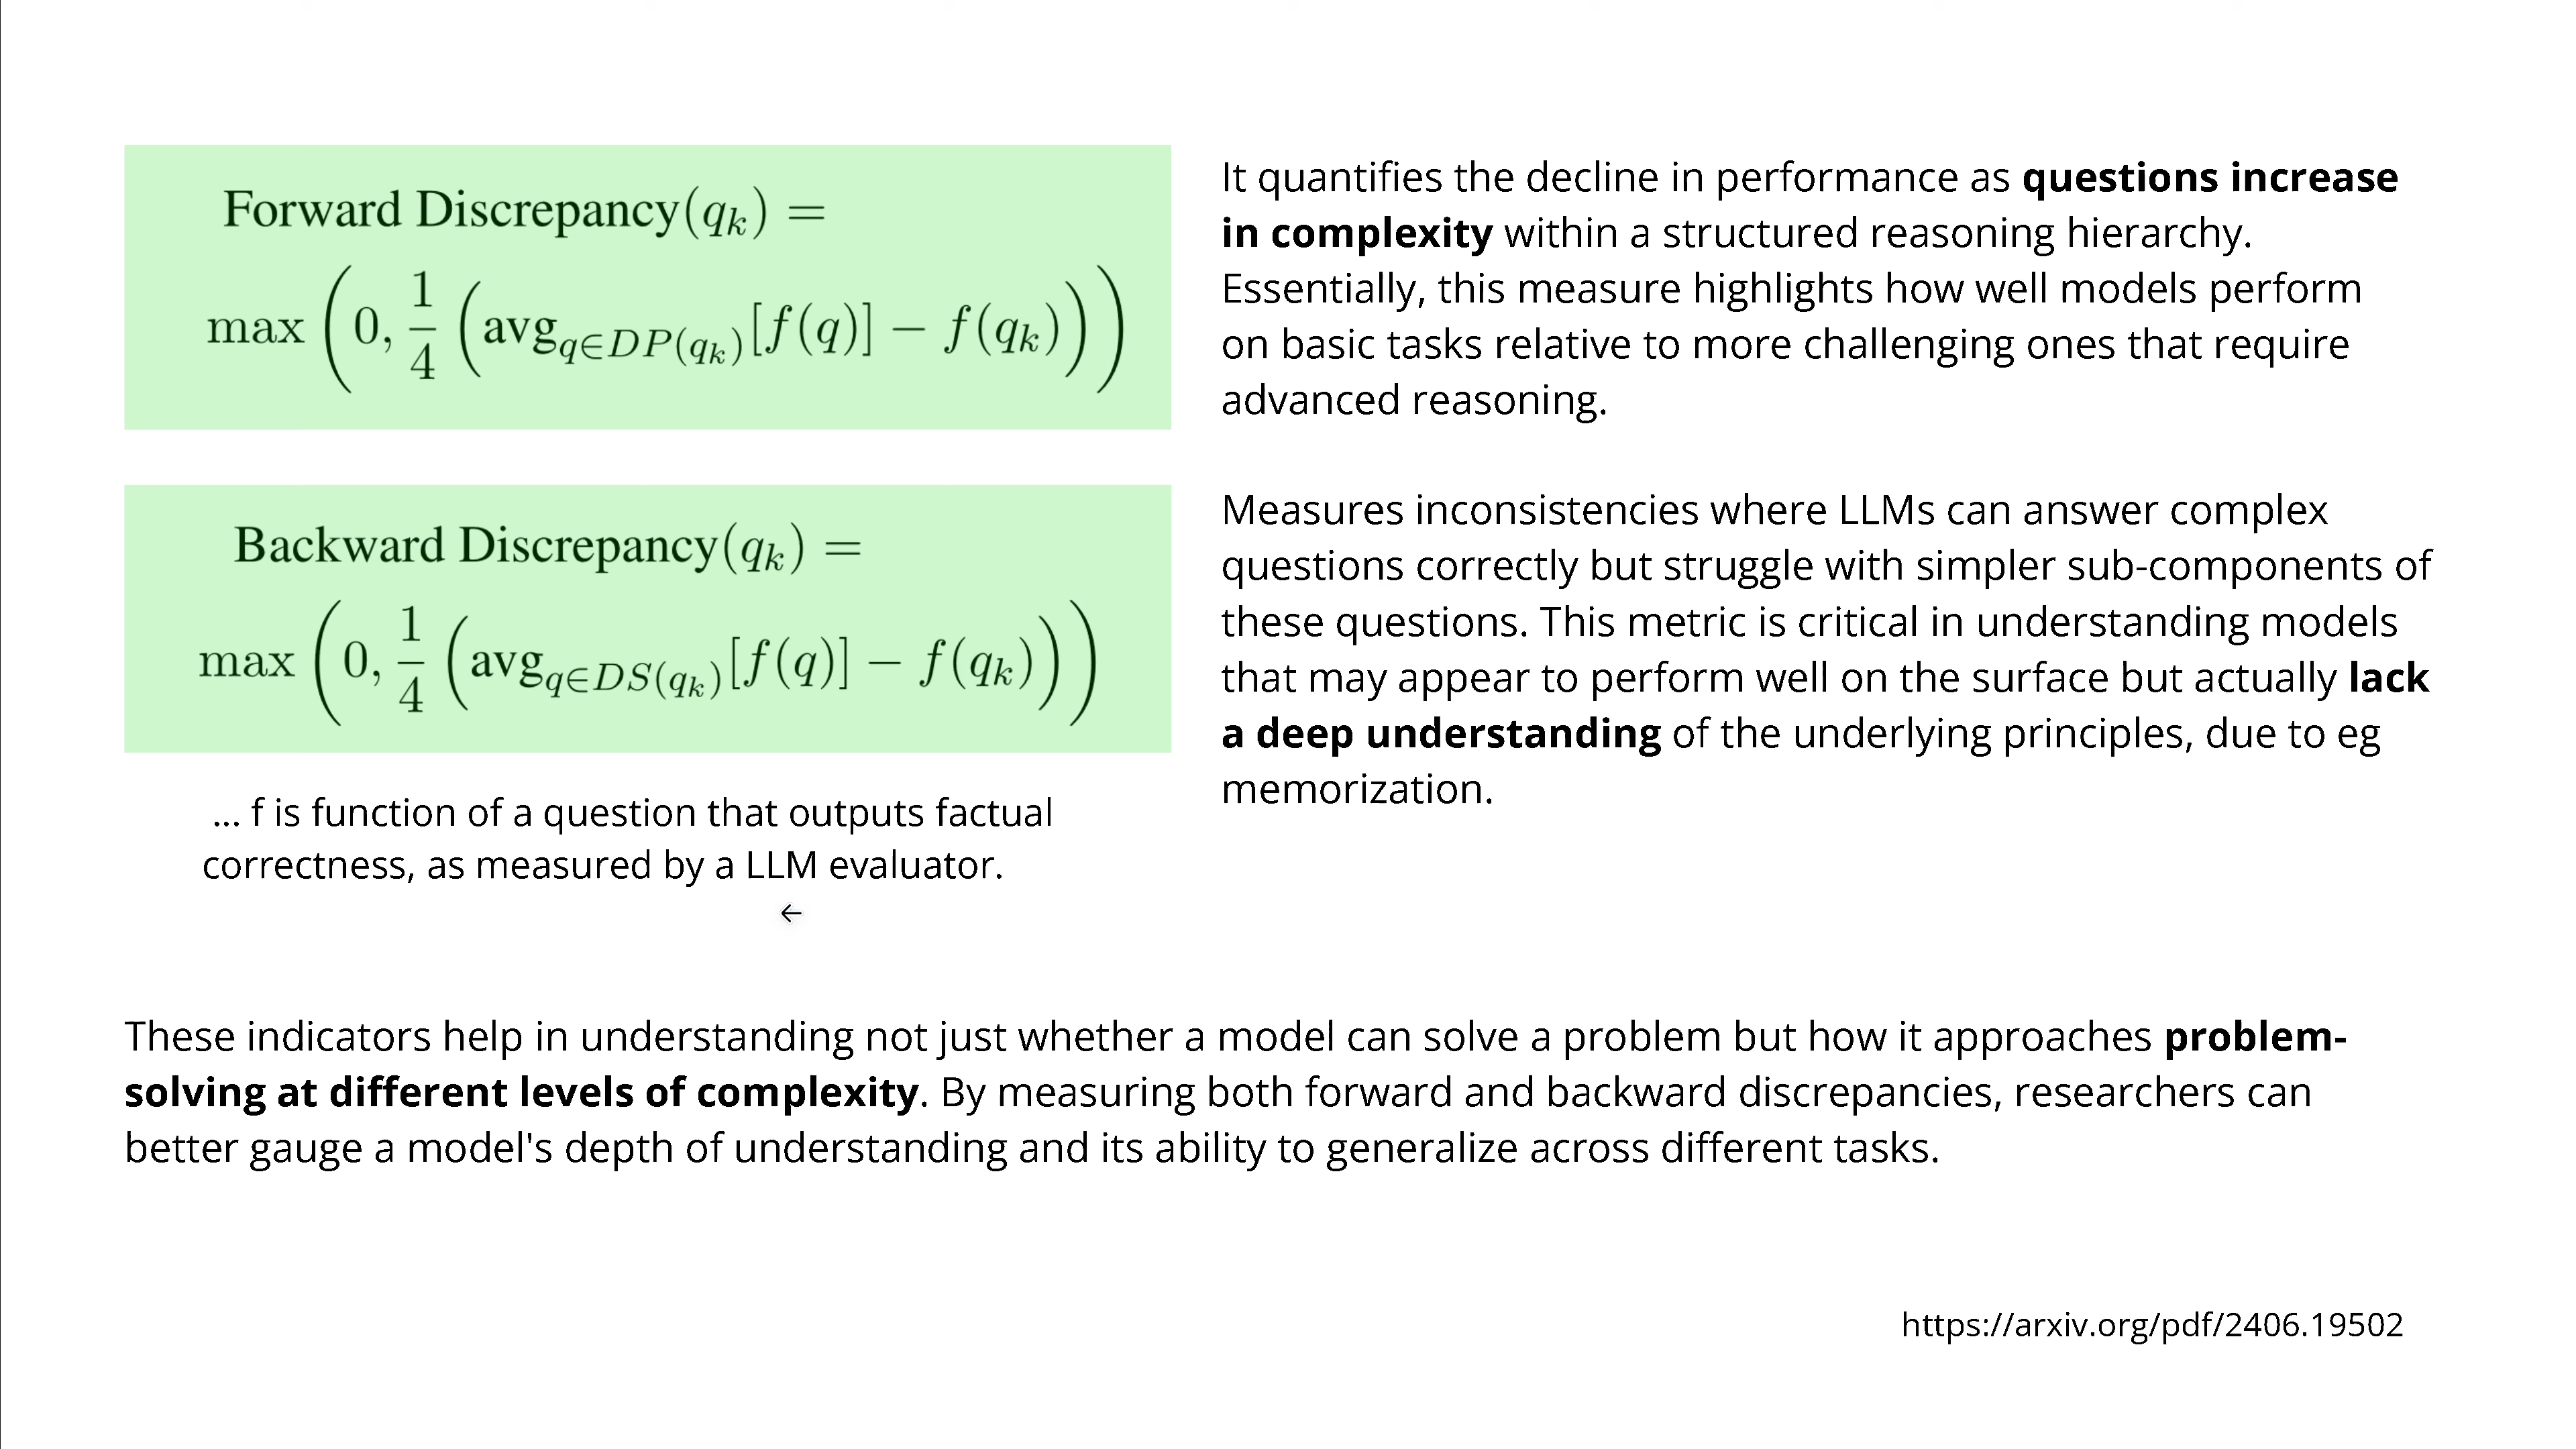 Forward Discrepancy(q_k) =
max (0, 1/4 (avg_{q∈DP(q_k)}[f(q)] − f(q_k)))
It quantifies the decline in performance as questions increase
in complexity within a structured reasoning hierarchy.
Essentially, this measure highlights how well models perform
on basic tasks relative to more challenging ones that require
advanced reasoning.
Backward Discrepancy(q_k) =
max (0, 1/4 (avg_{q∈DS(q_k)}[f(q)] − f(q_k)))
... f is function of a question that outputs factual
correctness, as measured by a LLM evaluator.
Measures inconsistencies where LLMs can answer complex
questions correctly but struggle with simpler sub-components of
these questions. This metric is critical in understanding models
that may appear to perform well on the surface but actually lack
a deep understanding of the underlying principles, due to eg
memorization.
These indicators help in understanding not just whether a model can solve a problem but how it approaches problem-
solving at different levels of complexity. By measuring both forward and backward discrepancies, researchers can
better gauge a model's depth of understanding and its ability to generalize across different tasks.
https://arxiv.org/pdf/2406.19502